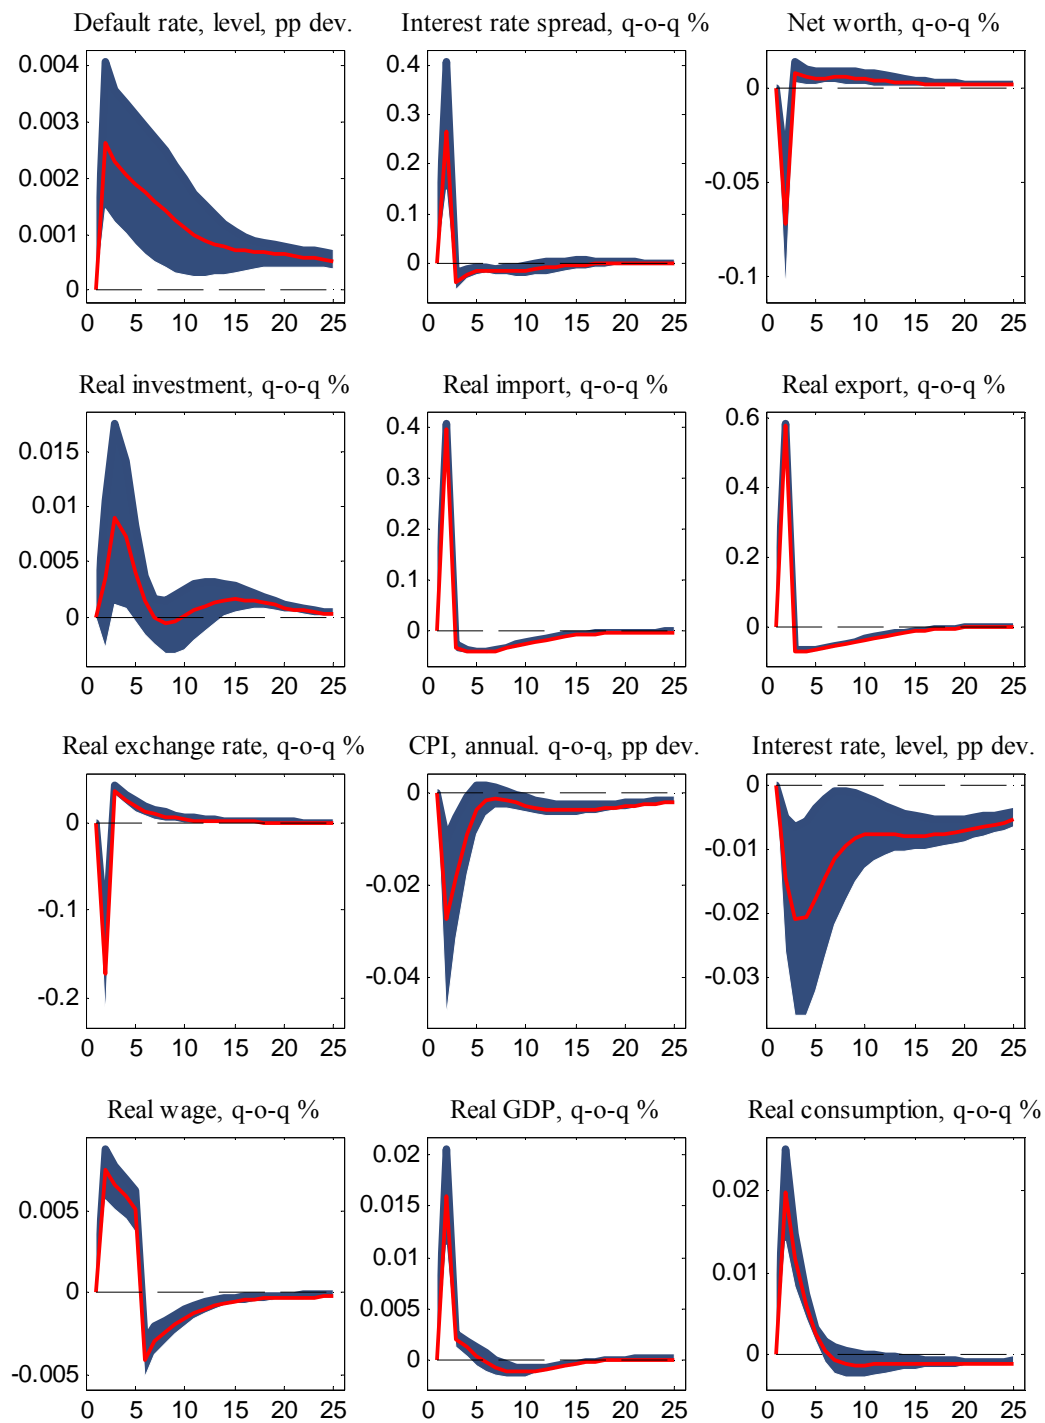 Default rate, level, pp dev.
0.004
0.003
0.002
0.001
0
0 5 10 15 20 25
Interest rate spread, q-o-q %
0.4
0.3
0.2
0.1
0
0 5 10 15 20 25
Net worth, q-o-q %
0
-0.05
-0.1
0 5 10 15 20 25
Real investment, q-o-q %
0.015
0.01
0.005
0
0 5 10 15 20 25
Real import, q-o-q %
0.4
0.3
0.2
0.1
0
0 5 10 15 20 25
Real export, q-o-q %
0.6
0.4
0.2
0
0 5 10 15 20 25
Real exchange rate, q-o-q %
0
-0.1
-0.2
0 5 10 15 20 25
CPI, annual. q-o-q, pp dev.
0
-0.02
-0.04
0 5 10 15 20 25
Interest rate, level, pp dev.
0
-0.01
-0.02
-0.03
0 5 10 15 20 25
Real wage, q-o-q %
0.005
0
-0.005
0 5 10 15 20 25
Real GDP, q-o-q %
0.02
0.015
0.01
0.005
0
0 5 10 15 20 25
Real consumption, q-o-q %
0.02
0.01
0
0 5 10 15 20 25